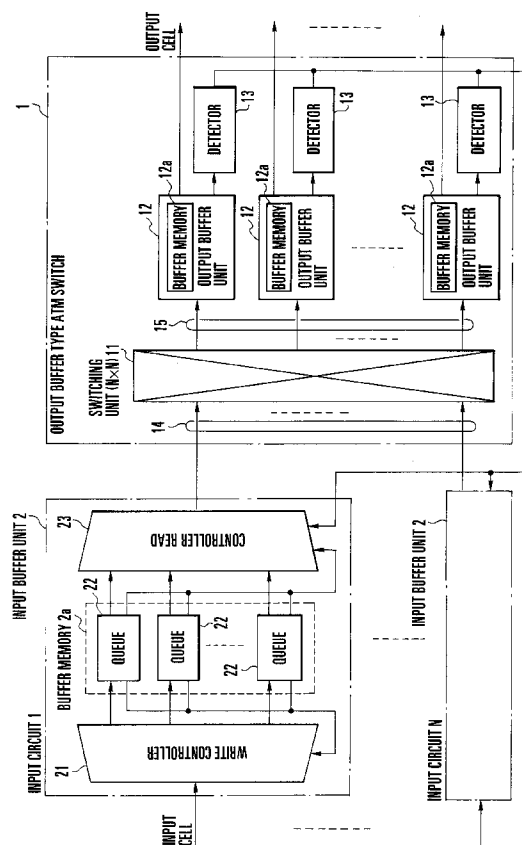 INPUT CIRCUIT 1
INPUT BUFFER UNIT 2
BUFFER MEMORY 2a
INPUT
CELL
21
WRITE CONTROLLER
22
QUEUE
22
QUEUE
22
QUEUE
23
CONTROLLER READ
INPUT CIRCUIT N
INPUT BUFFER UNIT 2
1
OUTPUT BUFFER TYPE ATM SWITCH
14
SWITCHING
UNIT (N×N) 11
15
12
12a
BUFFER MEMORY
OUTPUT BUFFER
UNIT
DETECTOR
13
12
12a
BUFFER MEMORY
OUTPUT BUFFER
UNIT
DETECTOR
13
12
12a
BUFFER MEMORY
OUTPUT BUFFER
UNIT
DETECTOR
13
OUTPUT
CELL